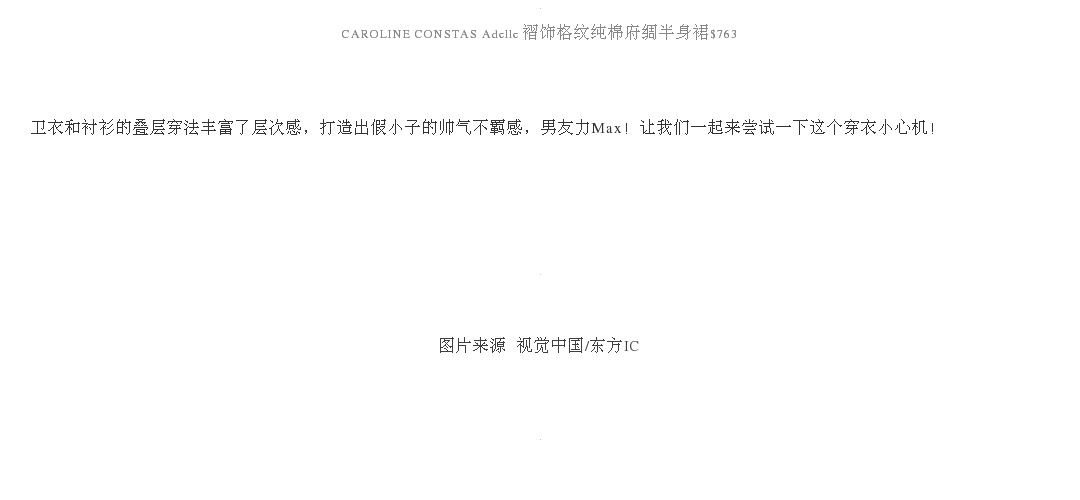 CAROLINE CONSTAS Adelle 褶饰格纹纯棉府绸半身裙$763
卫衣和衬衫的叠层穿法丰富了层次感，打造出假小子的帅气不羁感，男友力Max！让我们一起来尝试一下这个穿衣小心机！
图片来源 视觉中国/东方IC